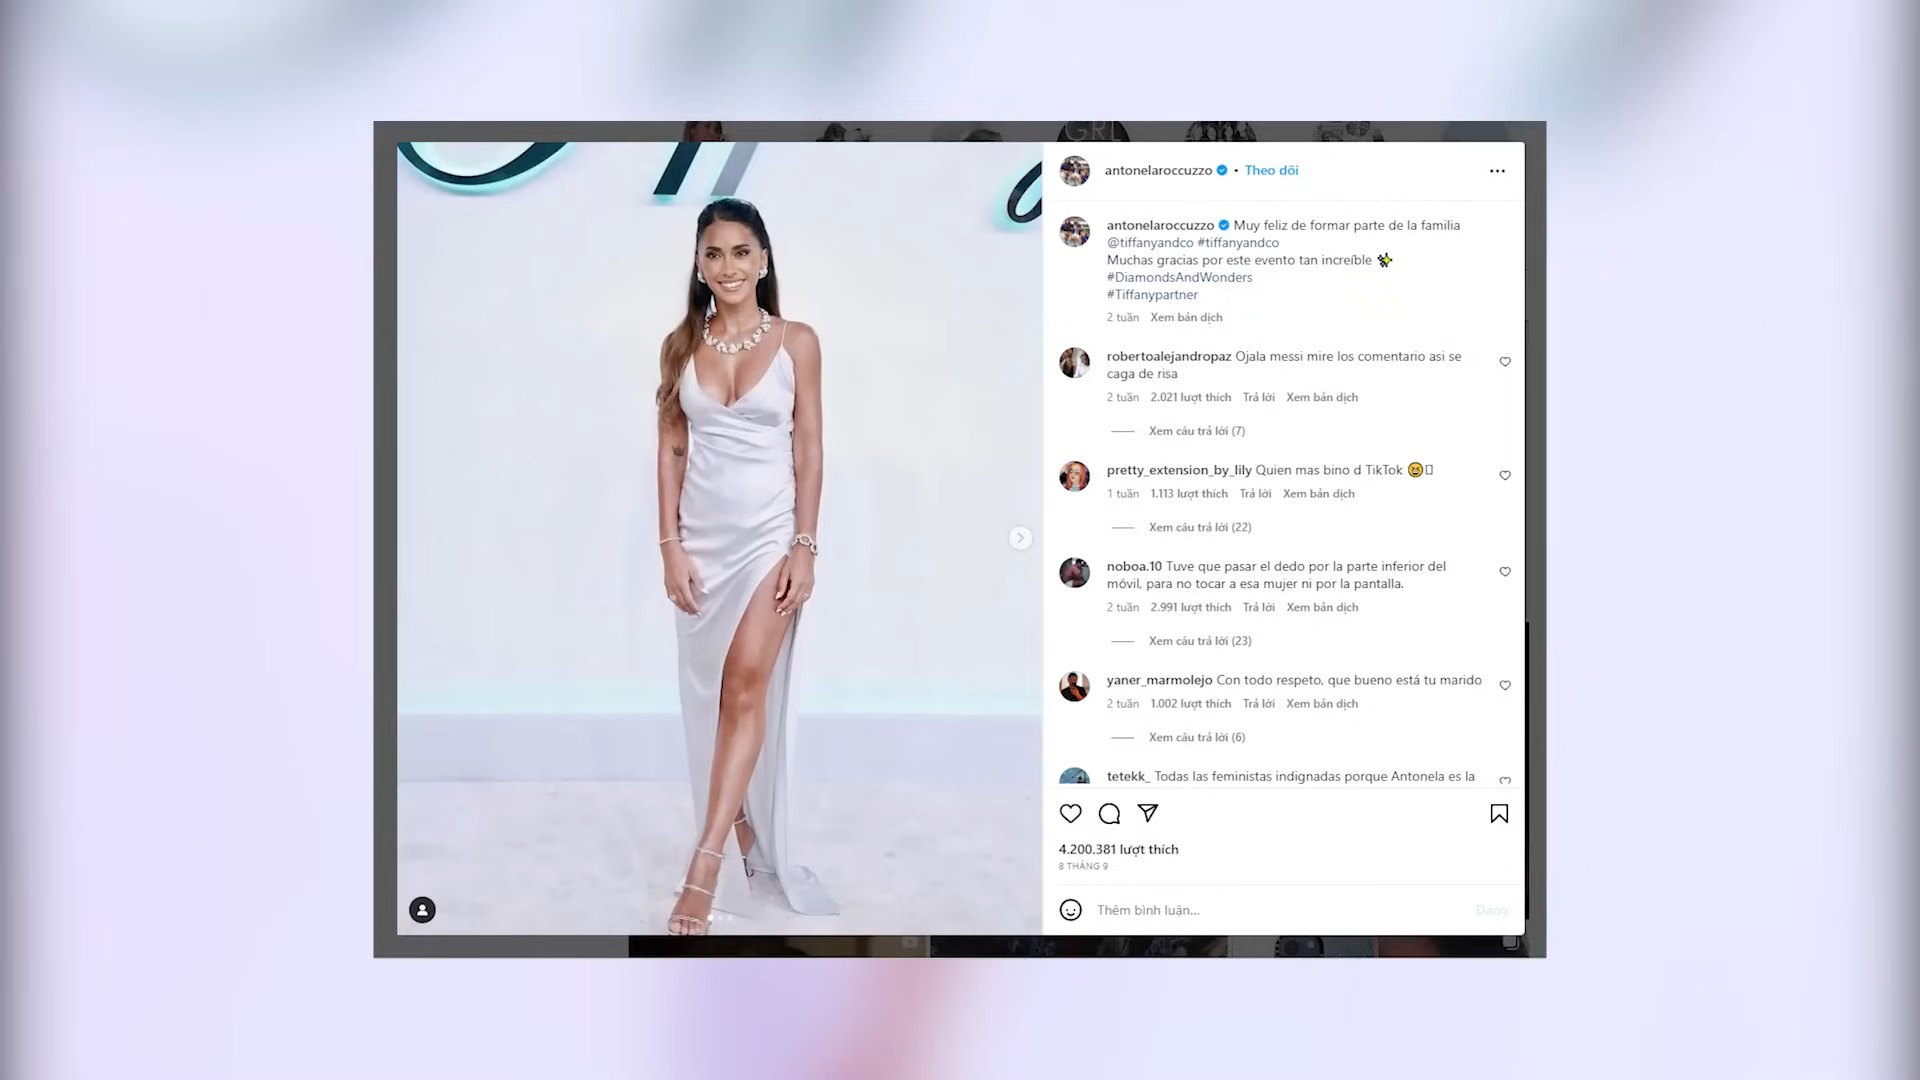 GRL
antonelaroccuzzo • Theo dõi
antonelaroccuzzo Muy feliz de formar parte de la familia
@tiffanyandco #tiffanyandco
Muchas gracias por este evento tan increíble ✨
#DiamondsAndWonders
#Tiffanypartner
2 tuần Xem bản dịch
robertoalejandropaz Ojala messi mire los comentario asi se
caga de risa
2 tuần 2.021 lượt thích Trả lời Xem bản dịch
Xem câu trả lời (7)
pretty_extension_by_lily Quien mas bino d TikTok 😆
1 tuần 1.113 lượt thích Trả lời Xem bản dịch
Xem câu trả lời (22)
noboa.10 Tuve que pasar el dedo por la parte inferior del
móvil, para no tocar a esa mujer ni por la pantalla.
2 tuần 2.991 lượt thích Trả lời Xem bản dịch
Xem câu trả lời (23)
yaner_marmolejo Con todo respeto, que bueno está tu marido
2 tuần 1.002 lượt thích Trả lời Xem bản dịch
Xem câu trả lời (6)
tetekk_ Todas las feministas indignadas porque Antonela es la
4.200.381 lượt thích
8 THÁNG 9
Thêm bình luận...
Đăng